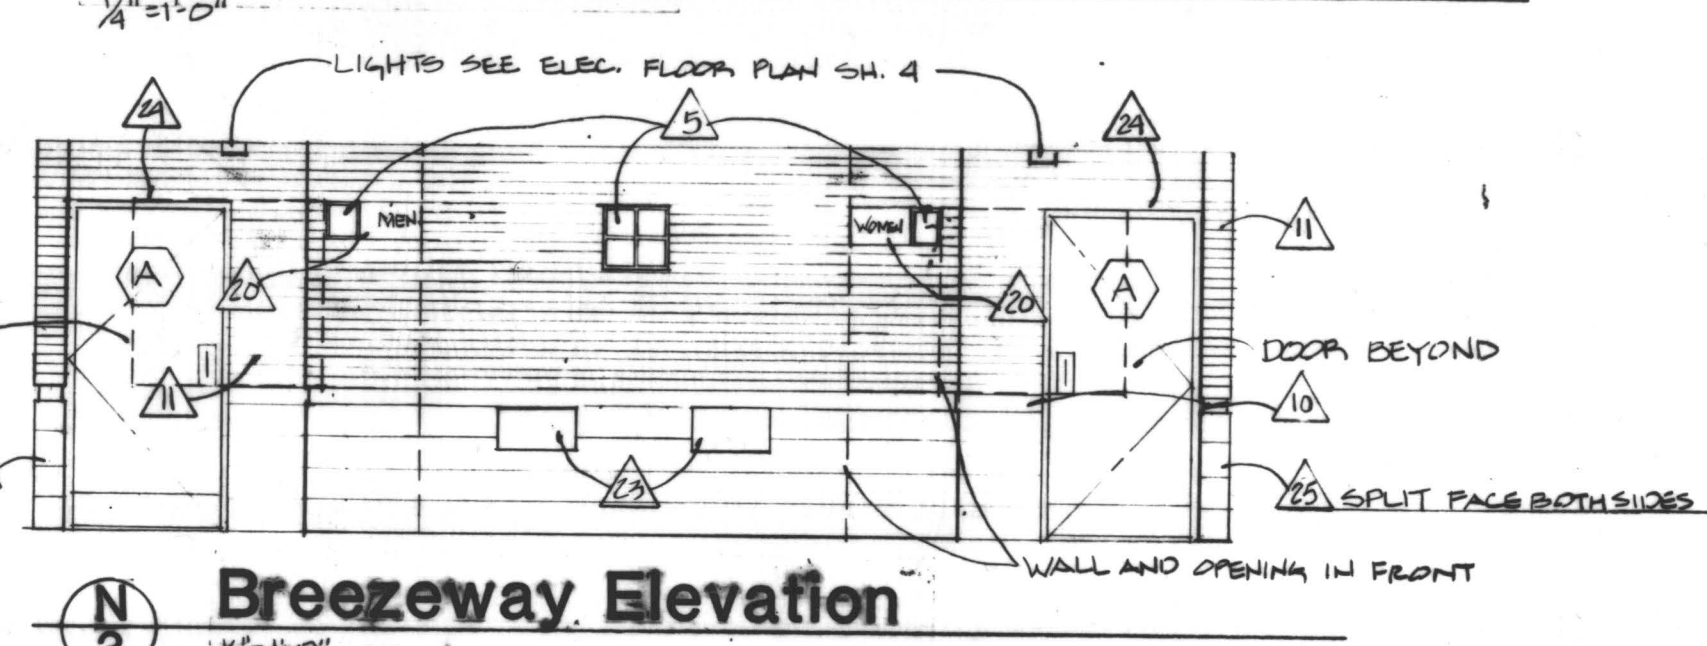 1/4"=1'-0"
LIGHTS SEE ELEC. FLOOR PLAN SH. 4
24
5
24
MEN
WOMEN
11
A
20
20
A
DOOR BEYOND
11
10
23
25 SPLIT FACE BOTH SIDES
WALL AND OPENING IN FRONT
N
Breezeway Elevation